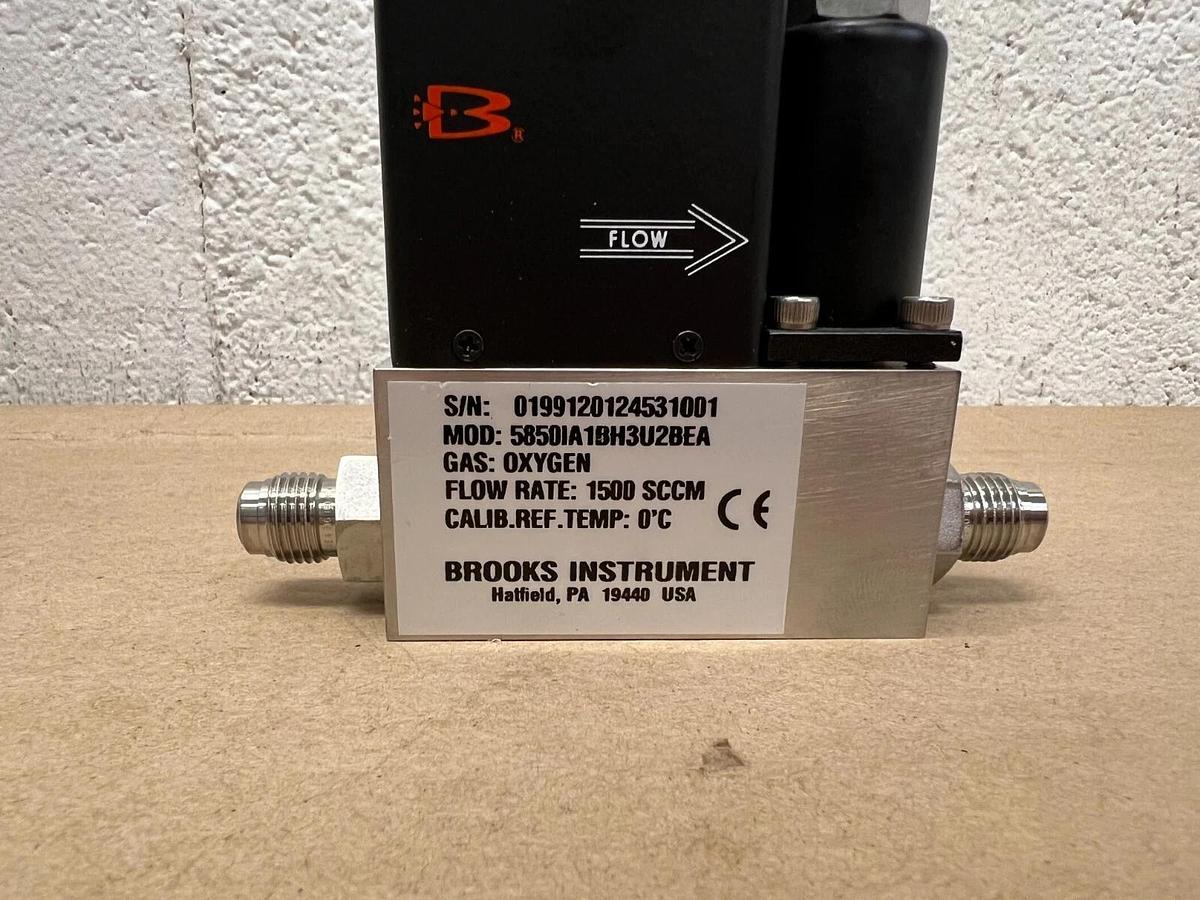 B®
FLOW
S/N: 0199120124531001
MOD: 5850IA1BH3U2BEA
GAS: OXYGEN
FLOW RATE: 1500 SCCM
CALIB.REF.TEMP: 0'C
CE
BROOKS INSTRUMENT
Hatfield, PA 19440 USA